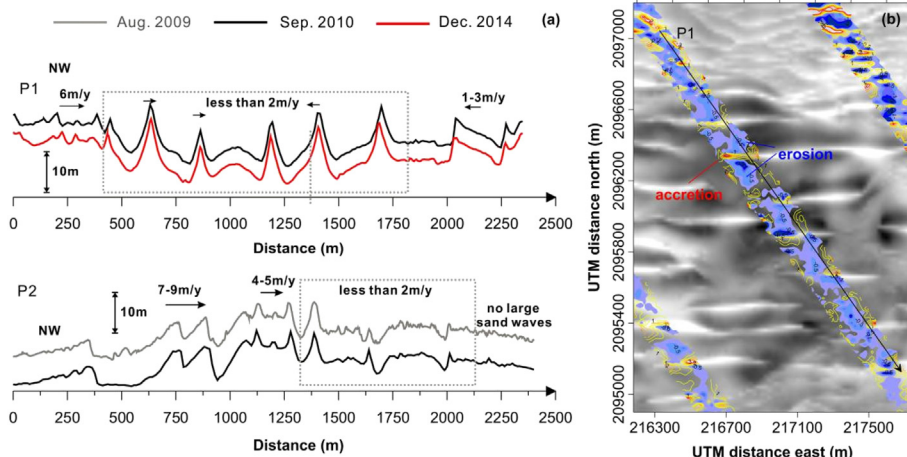 Aug. 2009 Sep. 2010 Dec. 2014 (a)
P1
NW
6m/y
less than 2m/y
1-3m/y
10m
0 250 500 750 1000 1250 1500 1750 2000 2250 2500
Distance (m)
P2
NW
10m
7-9m/y
4-5m/y
less than 2m/y
no large
sand waves
0 250 500 750 1000 1250 1500 1750 2000 2250 2500
Distance (m)
(b)
P1
erosion
accretion
UTM distance north (m)
2097000
2096600
2096200
2095800
2095400
2095000
216300 216700 217100 217500
UTM distance east (m)